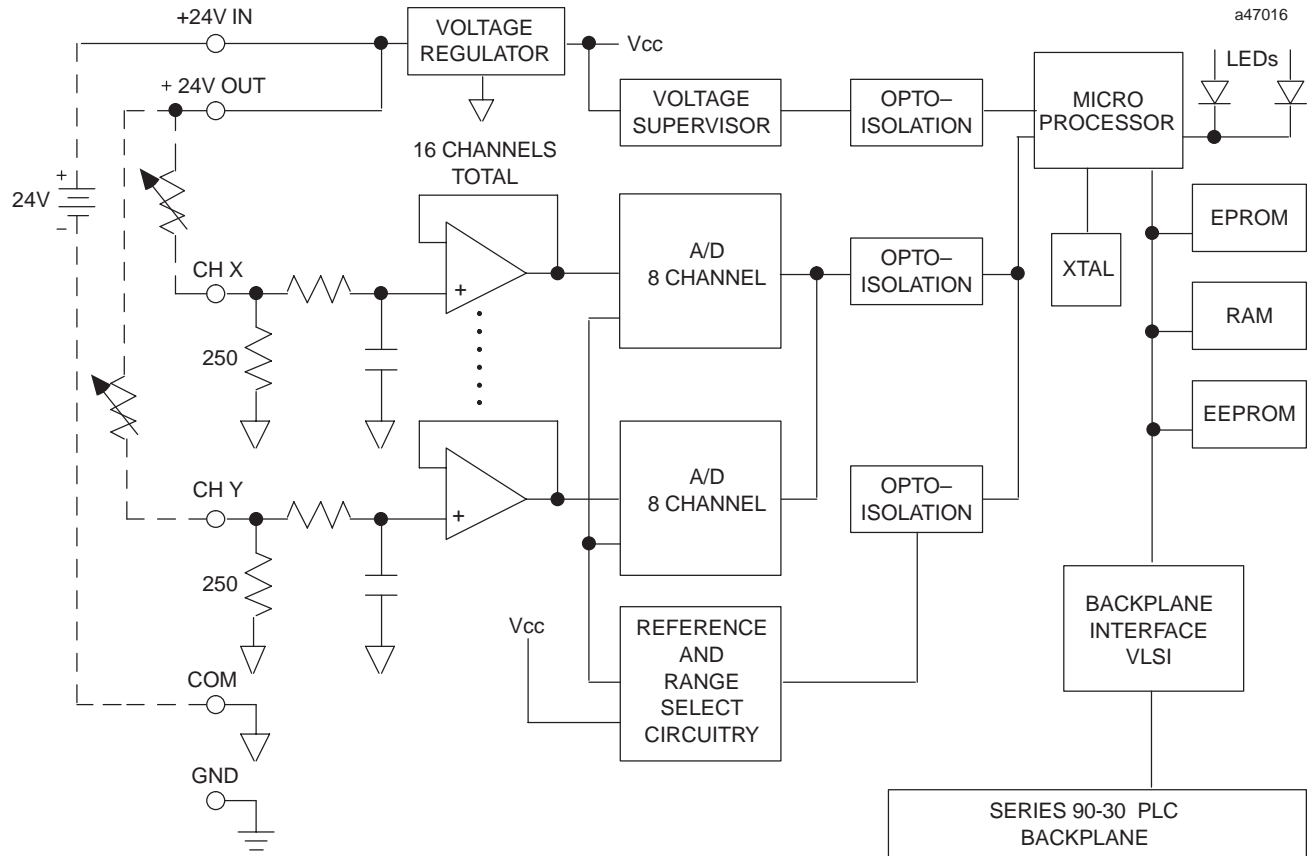 a47016
+24V IN
VOLTAGE
REGULATOR
Vcc
LEDs
+ 24V OUT
VOLTAGE
SUPERVISOR
OPTO–
ISOLATION
MICRO
PROCESSOR
16 CHANNELS
TOTAL
+
24V
–
A/D
8 CHANNEL
OPTO–
ISOLATION
XTAL
EPROM
CH X
+
250
RAM
EEPROM
CH Y
+
A/D
8 CHANNEL
OPTO–
ISOLATION
250
Vcc
REFERENCE
AND
RANGE
SELECT
CIRCUITRY
BACKPLANE
INTERFACE
VLSI
COM
GND
SERIES 90-30 PLC
BACKPLANE